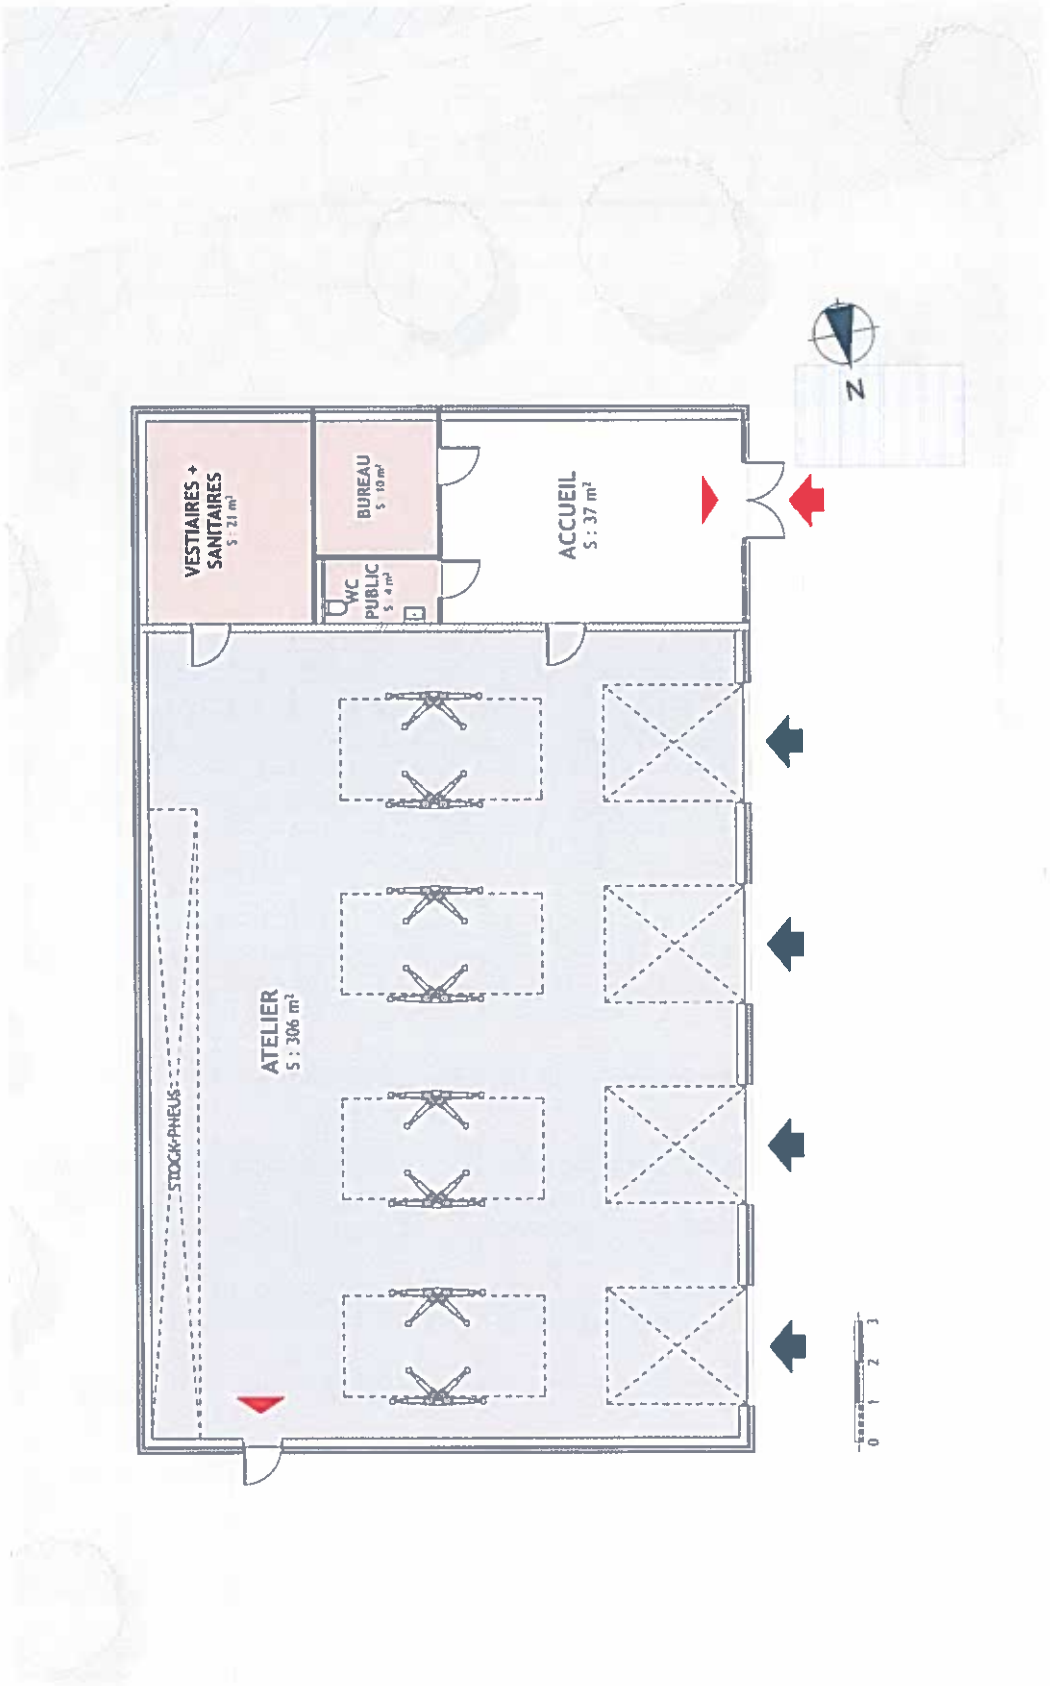 VESTIAIRES +
SANITAIRES
S : 21 m²
BUREAU
S : 10 m²
WC
PUBLIC
S : 4 m²
ACCUEIL
S : 37 m²
N
STOCK-PNEUS
ATELIER
S : 306 m²
0 1 2 3